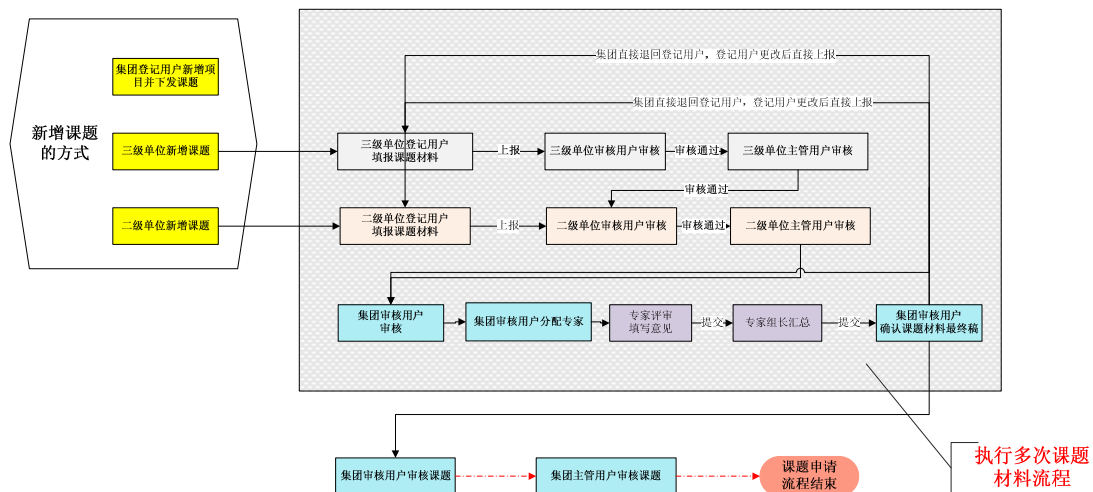 集团直接退回登记用户，登记用户更改后直接上报
集团登记用户新增项
目并下发课题
集团直接退回登记用户，登记用户更改后直接上报
新增课题
的方式
三级单位新增课题
三级单位登记用户
填报课题材料
上报
三级单位审核用户审核
审核通过
三级单位主管用户审核
审核通过
二级单位新增课题
二级单位登记用户
填报课题材料
上报
二级单位审核用户审核
审核通过
二级单位主管用户审核
集团审核用户
审核
集团审核用户分配专家
专家评审
填写意见
提交
专家组长汇总
提交
集团审核用户
确认课题材料最终稿
执行多次课题
材料流程
集团审核用户审核课题
集团主管用户审核课题
课题申请
流程结束